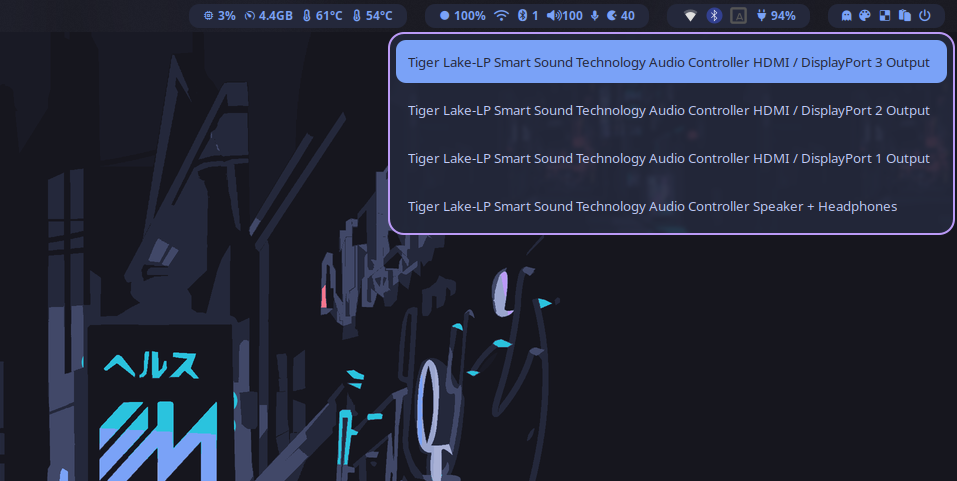 3% 4.4GB 61°C 54°C 100% 1 100 40 A 94%
Tiger Lake-LP Smart Sound Technology Audio Controller HDMI / DisplayPort 3 Output
Tiger Lake-LP Smart Sound Technology Audio Controller HDMI / DisplayPort 2 Output
Tiger Lake-LP Smart Sound Technology Audio Controller HDMI / DisplayPort 1 Output
Tiger Lake-LP Smart Sound Technology Audio Controller Speaker + Headphones
ヘルス